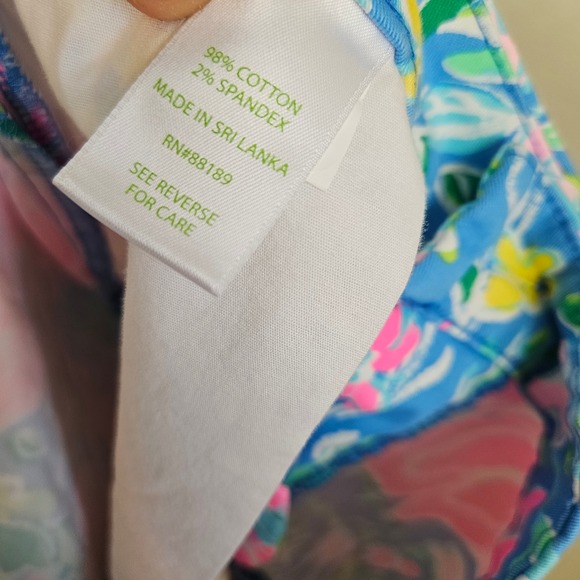 98% COTTON
2% SPANDEX
MADE IN SRI LANKA
RN#88189
SEE REVERSE
FOR CARE